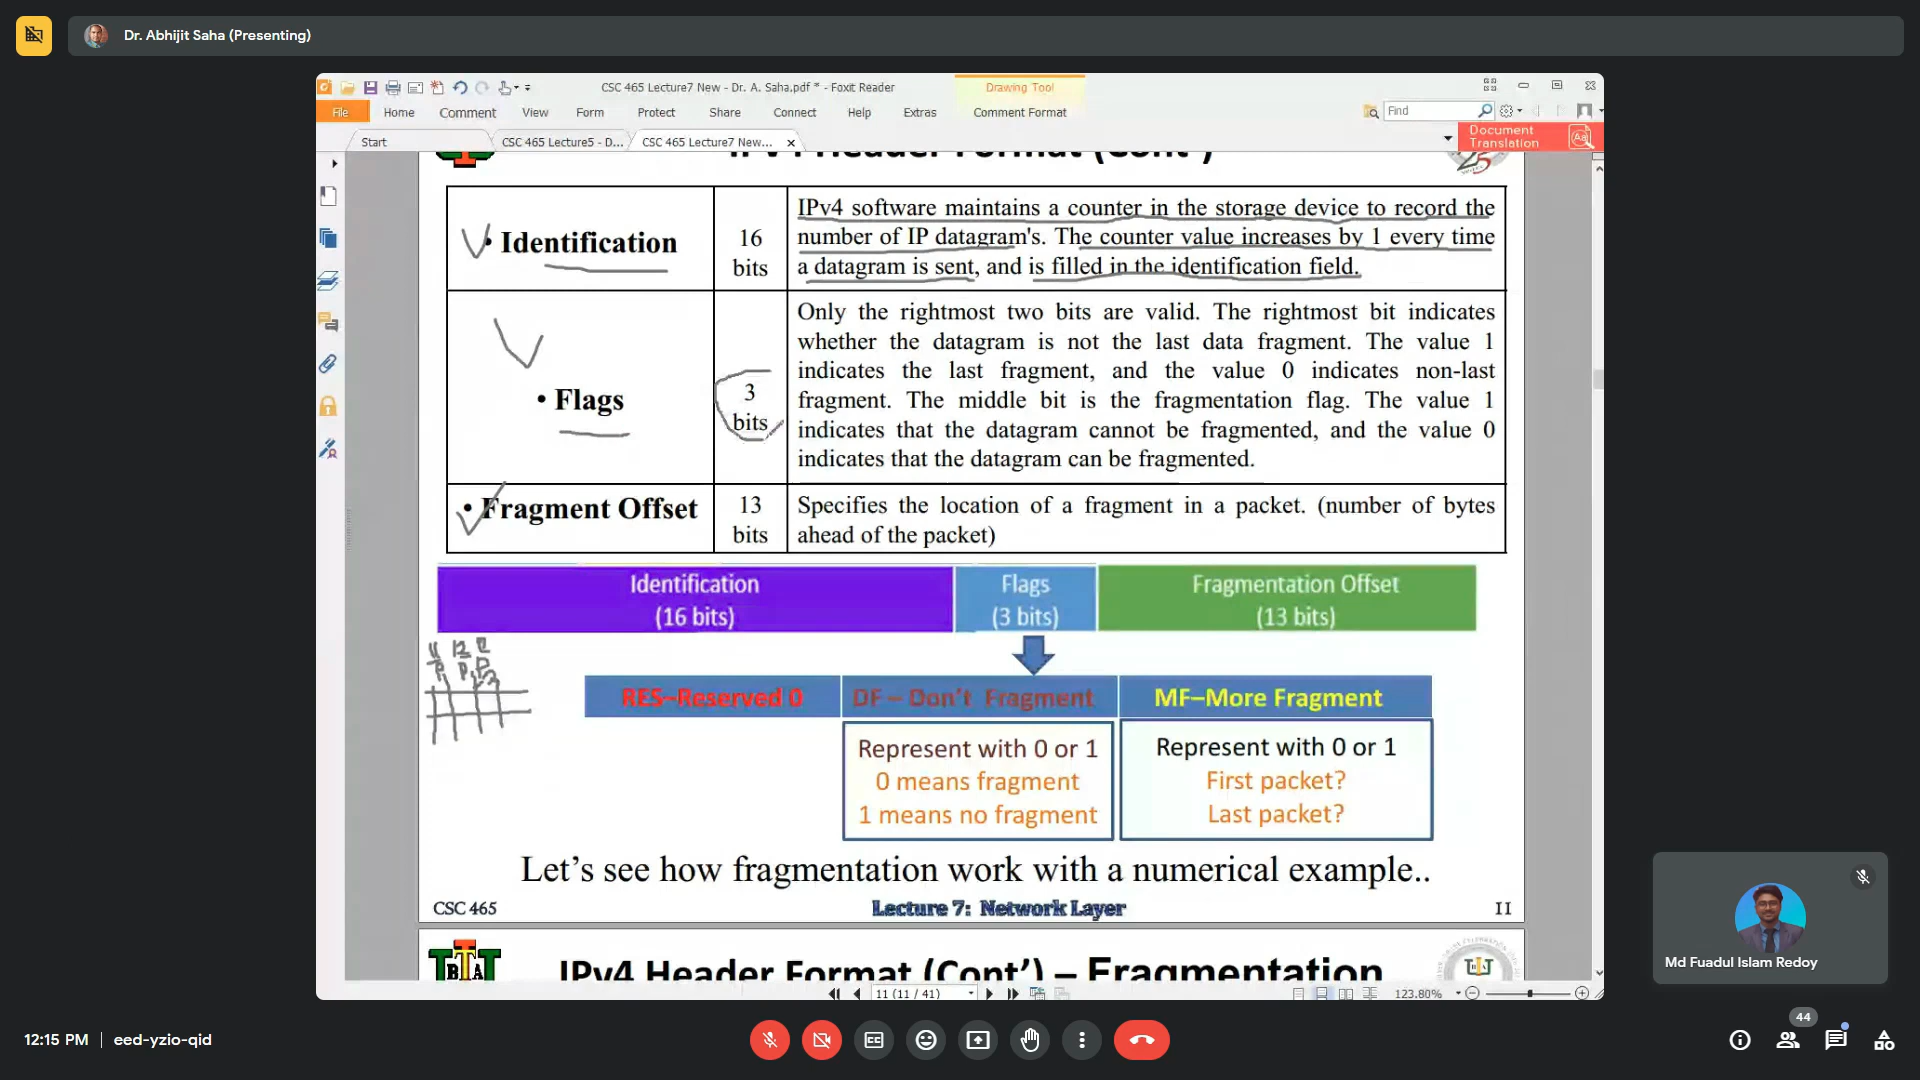 Dr. Abhijit Saha (Presenting)
CSC 465 Lecture7 New - Dr. A. Saha.pdf * - Foxit Reader
Drawing Tool
File
Home
Comment
View
Form
Protect
Share
Connect
Help
Extras
Comment Format
Find
Start
CSC 465 Lecture5 - D...
CSC 465 Lecture7 New...
Document
Translation
IPv4 Header Format (Cont')
• Identification
16
bits
IPv4 software maintains a counter in the storage device to record the
number of IP datagram's. The counter value increases by 1 every time
a datagram is sent, and is filled in the identification field.
• Flags
3
bits
Only the rightmost two bits are valid. The rightmost bit indicates
whether the datagram is not the last data fragment. The value 1
indicates the last fragment, and the value 0 indicates non-last
fragment. The middle bit is the fragmentation flag. The value 1
indicates that the datagram cannot be fragmented, and the value 0
indicates that the datagram can be fragmented.
• Fragment Offset
13
bits
Specifies the location of a fragment in a packet. (number of bytes
ahead of the packet)
Identification
(16 bits)
Flags
(3 bits)
Fragmentation Offset
(13 bits)
RES–Reserved 0
DF – Don't Fragment
MF–More Fragment
Represent with 0 or 1
0 means fragment
1 means no fragment
Represent with 0 or 1
First packet?
Last packet?
Let's see how fragmentation work with a numerical example..
CSC 465
Lecture 7: Network Layer
11
IPv4 Header Format (Cont') – Fragmentation
11 (11 / 41)
123.80%
Md Fuadul Islam Redoy
12:15 PM
eed-yzio-qid
44